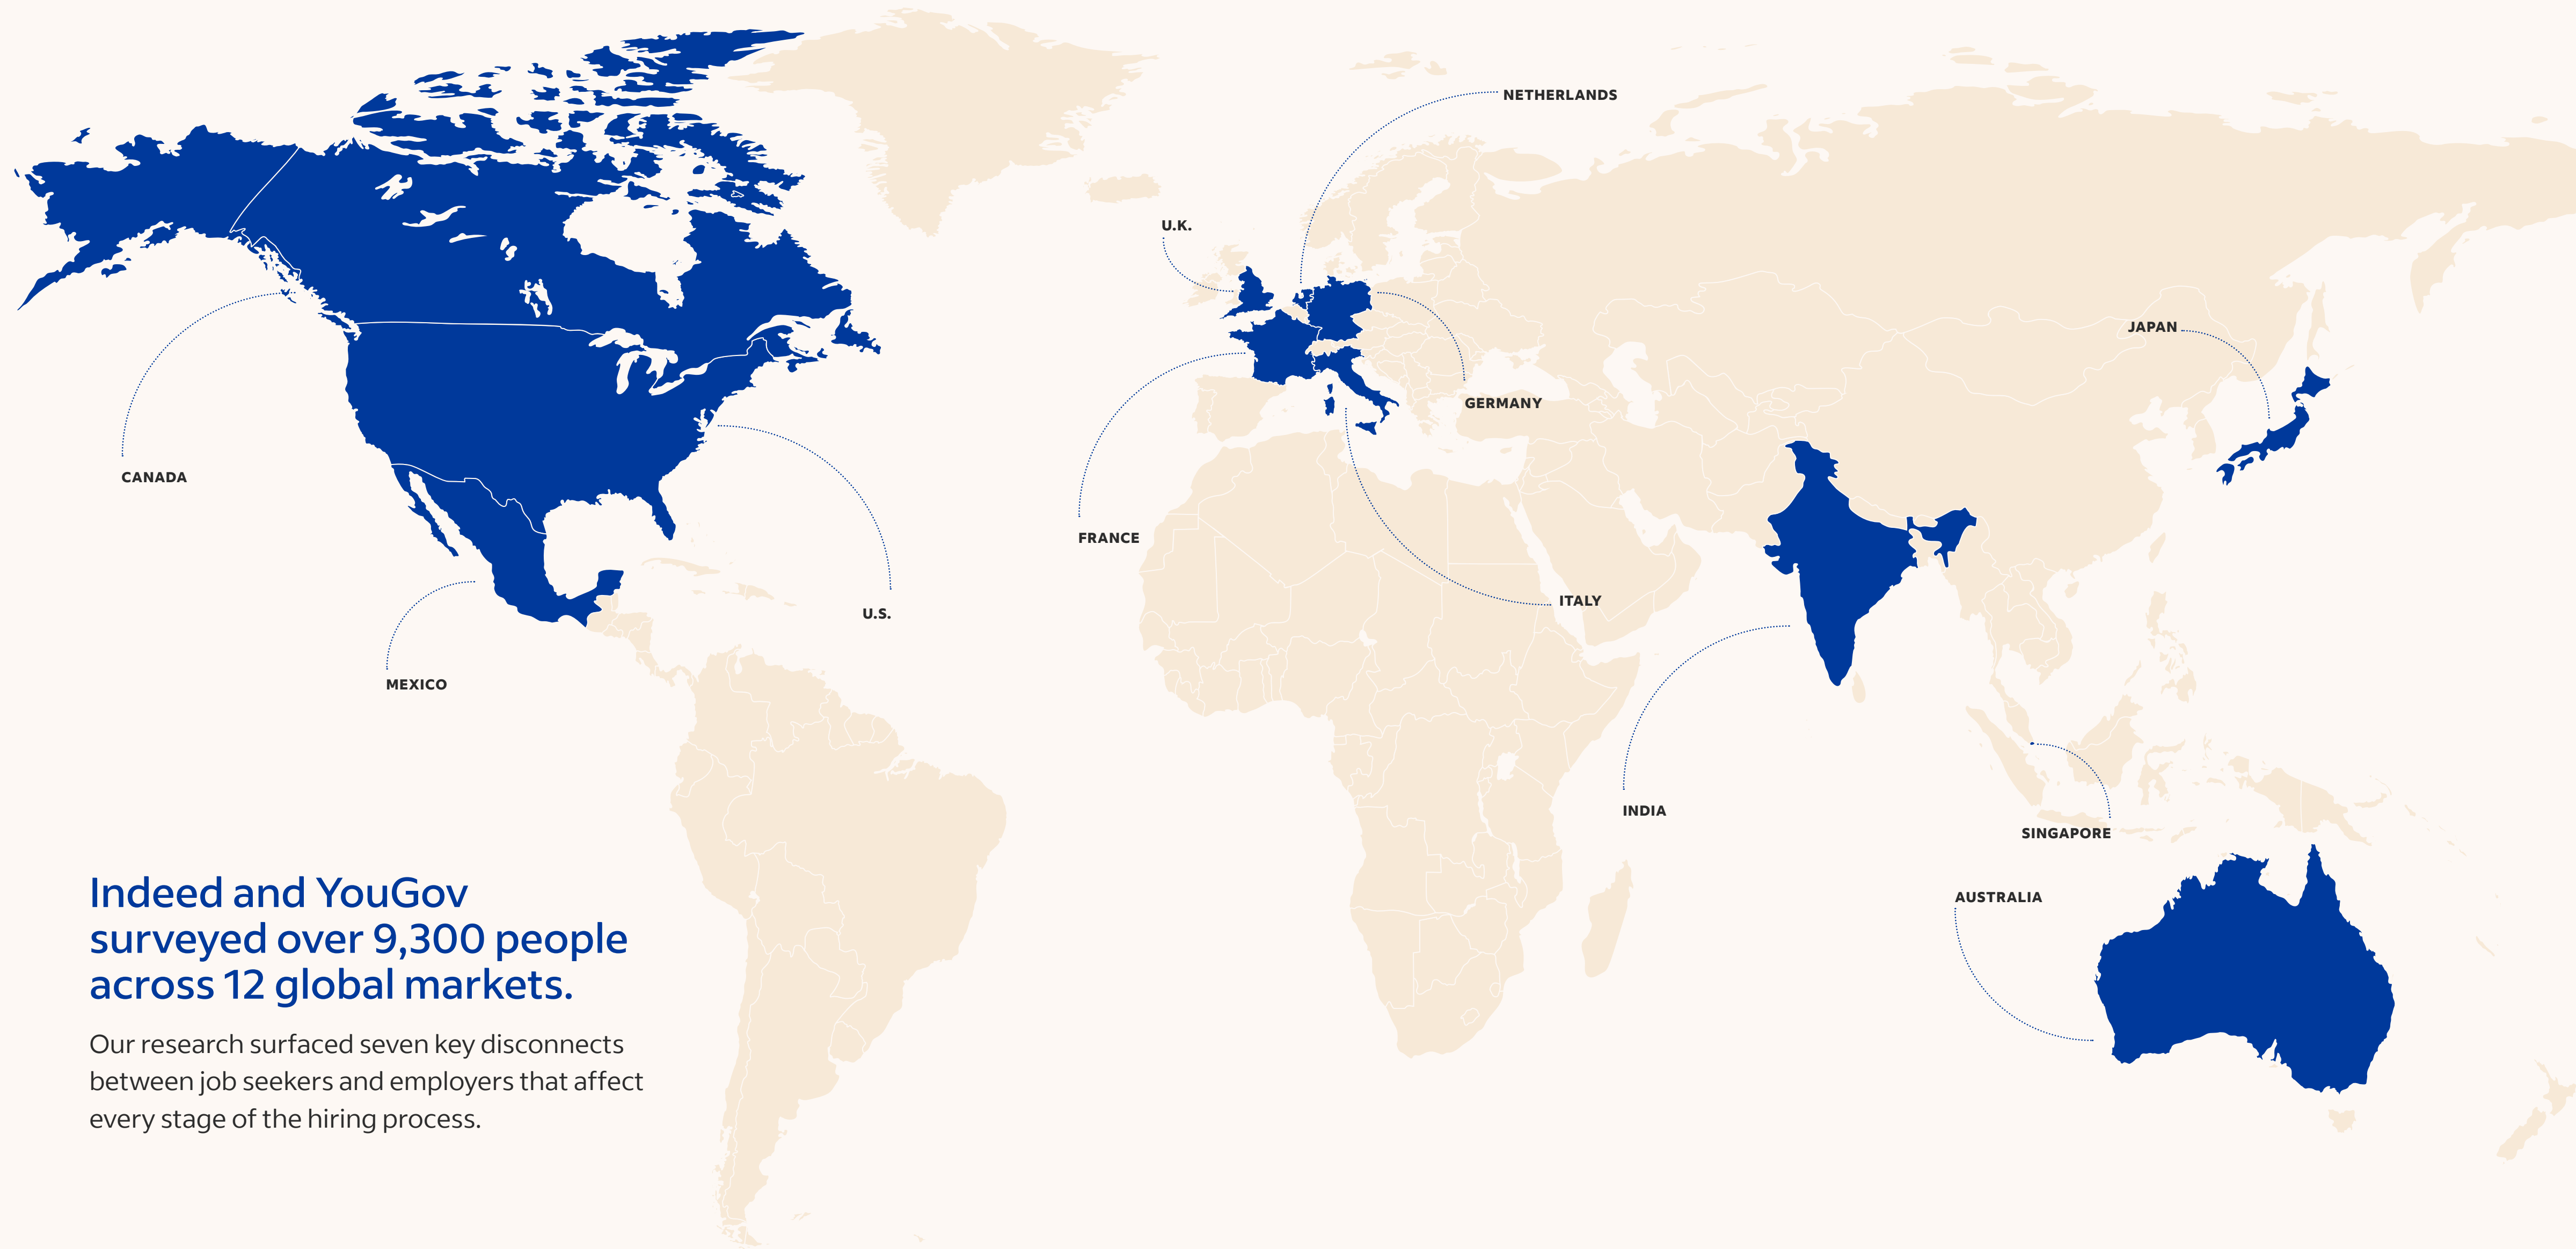 NETHERLANDS
U.K.
JAPAN
GERMANY
CANADA
FRANCE
ITALY
U.S.
MEXICO
INDIA
SINGAPORE
AUSTRALIA
Indeed and YouGov
surveyed over 9,300 people
across 12 global markets.
Our research surfaced seven key disconnects
between job seekers and employers that affect
every stage of the hiring process.